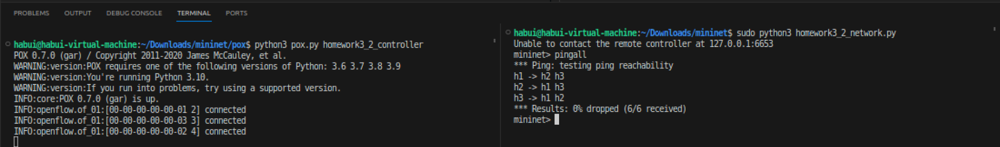 PROBLEMS OUTPUT DEBUG CONSOLE TERMINAL PORTS
habui@habui-virtual-machine:~/Downloads/mininet/pox$ python3 pox.py homework3_2_controller
POX 0.7.0 (gar) / Copyright 2011-2020 James McCauley, et al.
WARNING:version:POX requires one of the following versions of Python: 3.6 3.7 3.8 3.9
WARNING:version:You're running Python 3.10.
WARNING:version:If you run into problems, try using a supported version.
INFO:core:POX 0.7.0 (gar) is up.
INFO:openflow.of_01:[00-00-00-00-00-01 2] connected
INFO:openflow.of_01:[00-00-00-00-00-03 3] connected
INFO:openflow.of_01:[00-00-00-00-00-02 4] connected
habui@habui-virtual-machine:~/Downloads/mininet$ sudo python3 homework3_2_network.py
Unable to contact the remote controller at 127.0.0.1:6653
mininet> pingall
*** Ping: testing ping reachability
h1 -> h2 h3
h2 -> h1 h3
h3 -> h1 h2
*** Results: 0% dropped (6/6 received)
mininet>